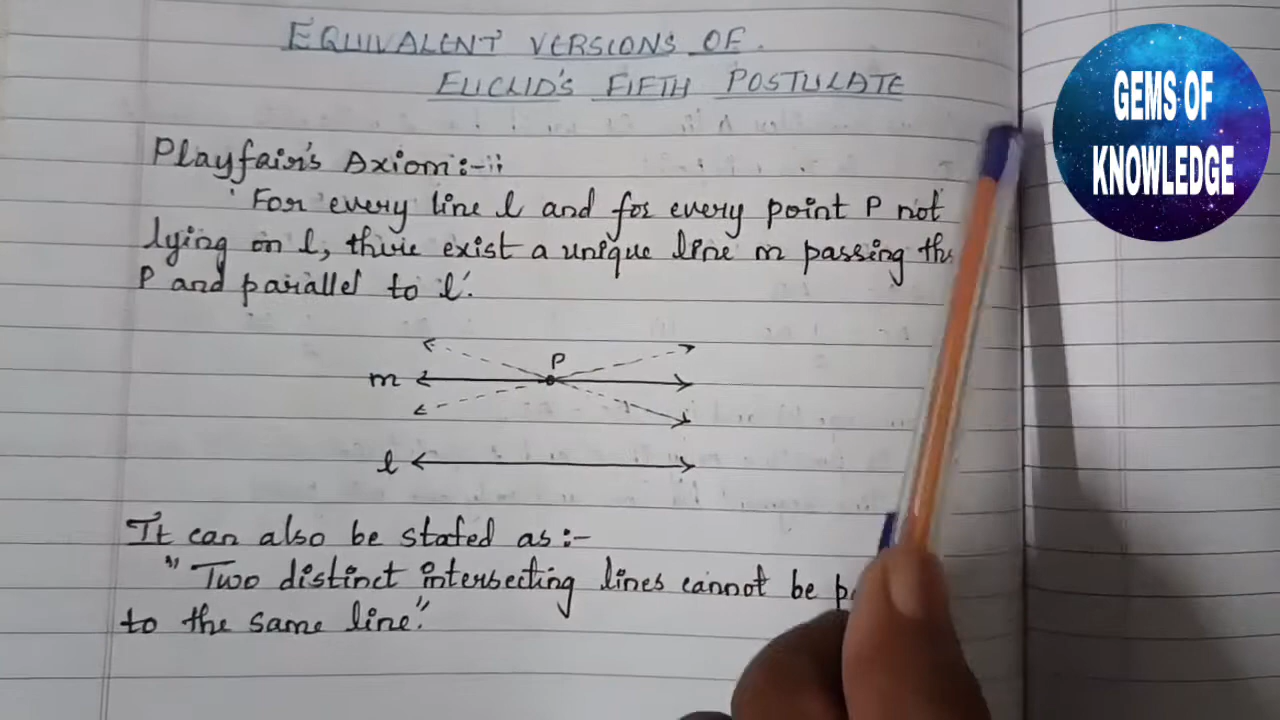 EQUIVALENT VERSIONS OF
EUCLID'S FIFTH POSTULATE
GEMS OF
KNOWLEDGE
Playfair's Axiom:-
'For every line l and for every point P not
lying on l, there exist a unique line m passing
P and parallel to l'.
P
m
l
It can also be stated as:-
"Two distinct intersecting lines cannot be
to the same line".